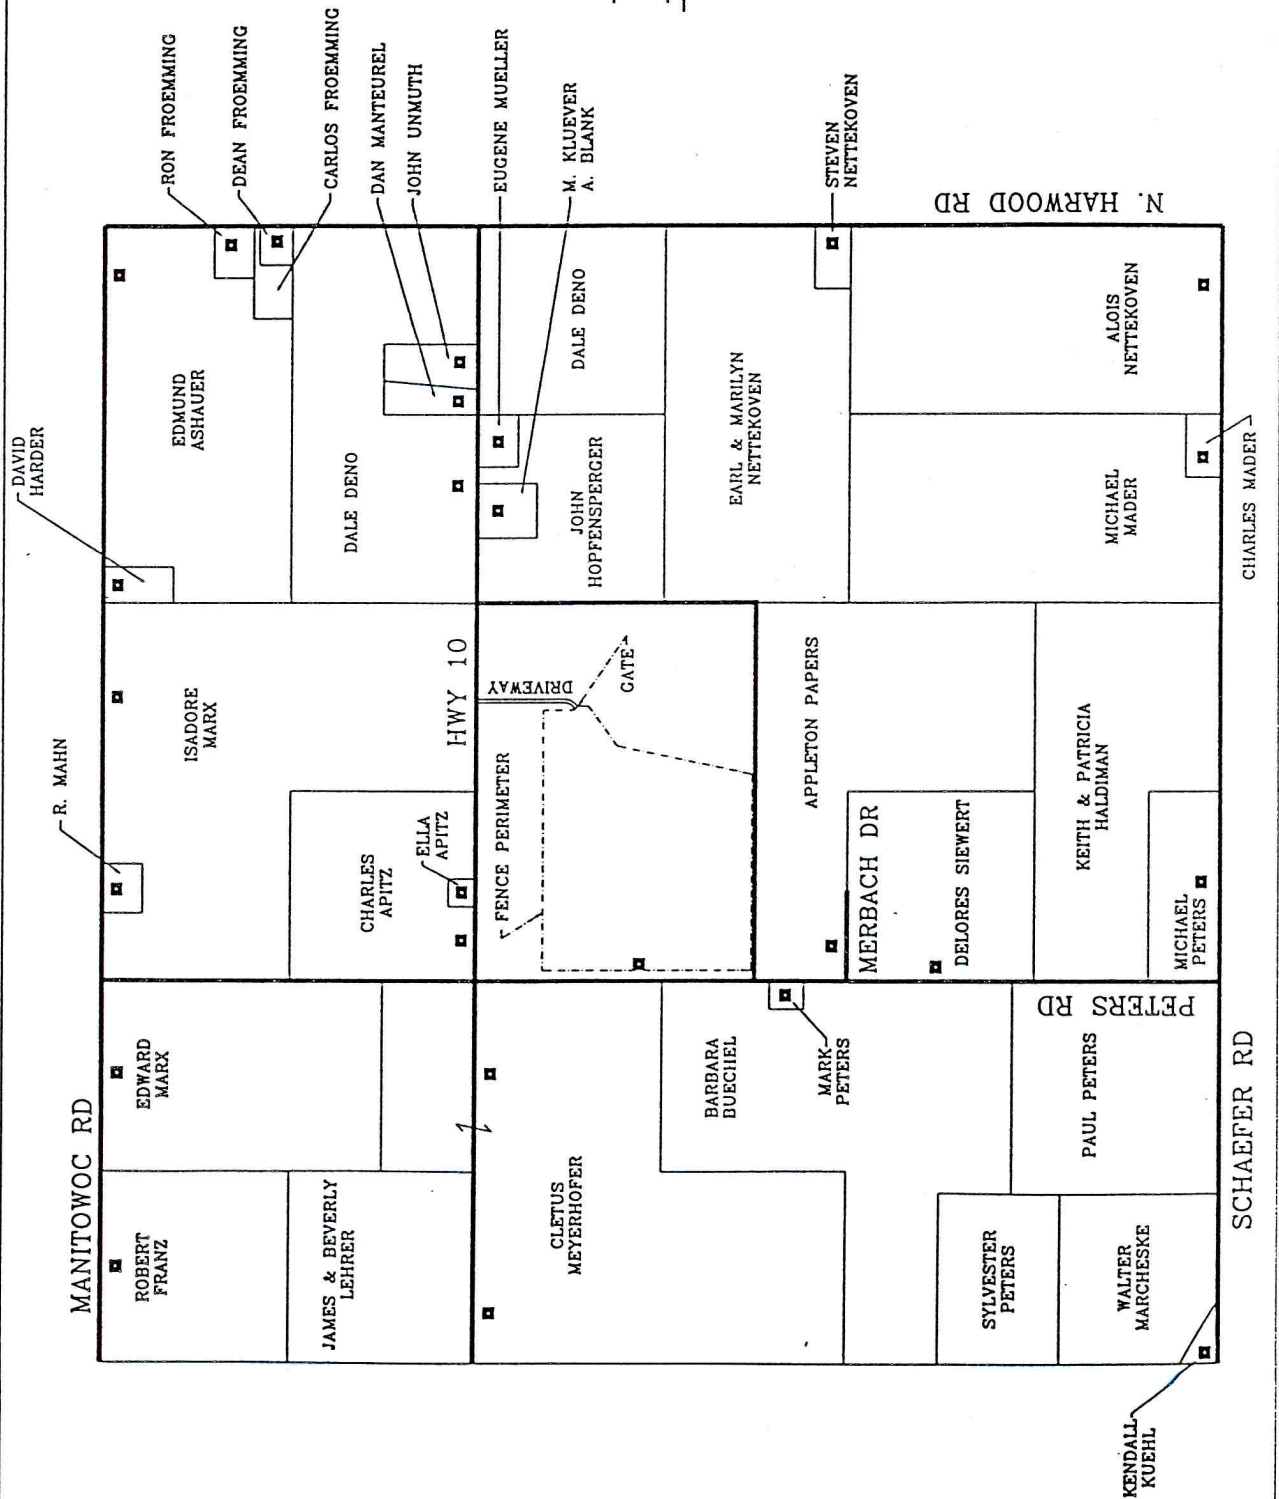 MANITOWOC RD
ROBERT
FRANZ
EDWARD
MARX
R. MAHN
ISADORE
MARX
DAVID
HARDER
EDMUND
ASHAUER
RON FROEMMING
DEAN FROEMMING
CARLOS FROEMMING
DAN MANTEUREL
JOHN UNMUTH
EUGENE MUELLER
M. KLUEVER
A. BLANK
STEVEN
NETTEKOVEN
N. HARWOOD RD
JAMES & BEVERLY
LEHRER
CHARLES
APITZ
ELLA
APITZ
HWY 10
DALE DENO
DALE DENO
JOHN
HOPFENSPERGER
FENCE PERIMETER
DRIVEWAY
GATE
CLETUS
MEYERHOFER
BARBARA
BUECHEL
MARK
PETERS
APPLETON PAPERS
MERBACH DR
DELORES SIEWERT
EARL & MARILYN
NETTEKOVEN
ALOIS
NETTEKOVEN
MICHAEL
MADER
CHARLES MADER
KEITH & PATRICIA
HALDIMAN
MICHAEL
PETERS
PETERS RD
PAUL PETERS
SYLVESTER
PETERS
WALTER
MARCHESKE
KENDALL
KUEHL
SCHAEFER RD